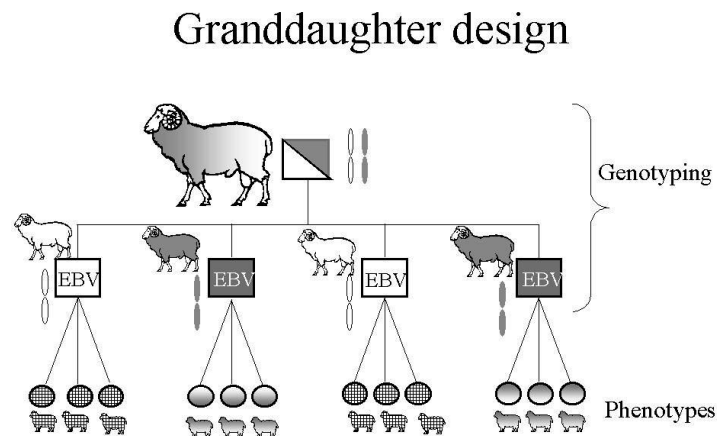 Granddaughter design
Genotyping
EBV EBV EBV EBV
Phenotypes